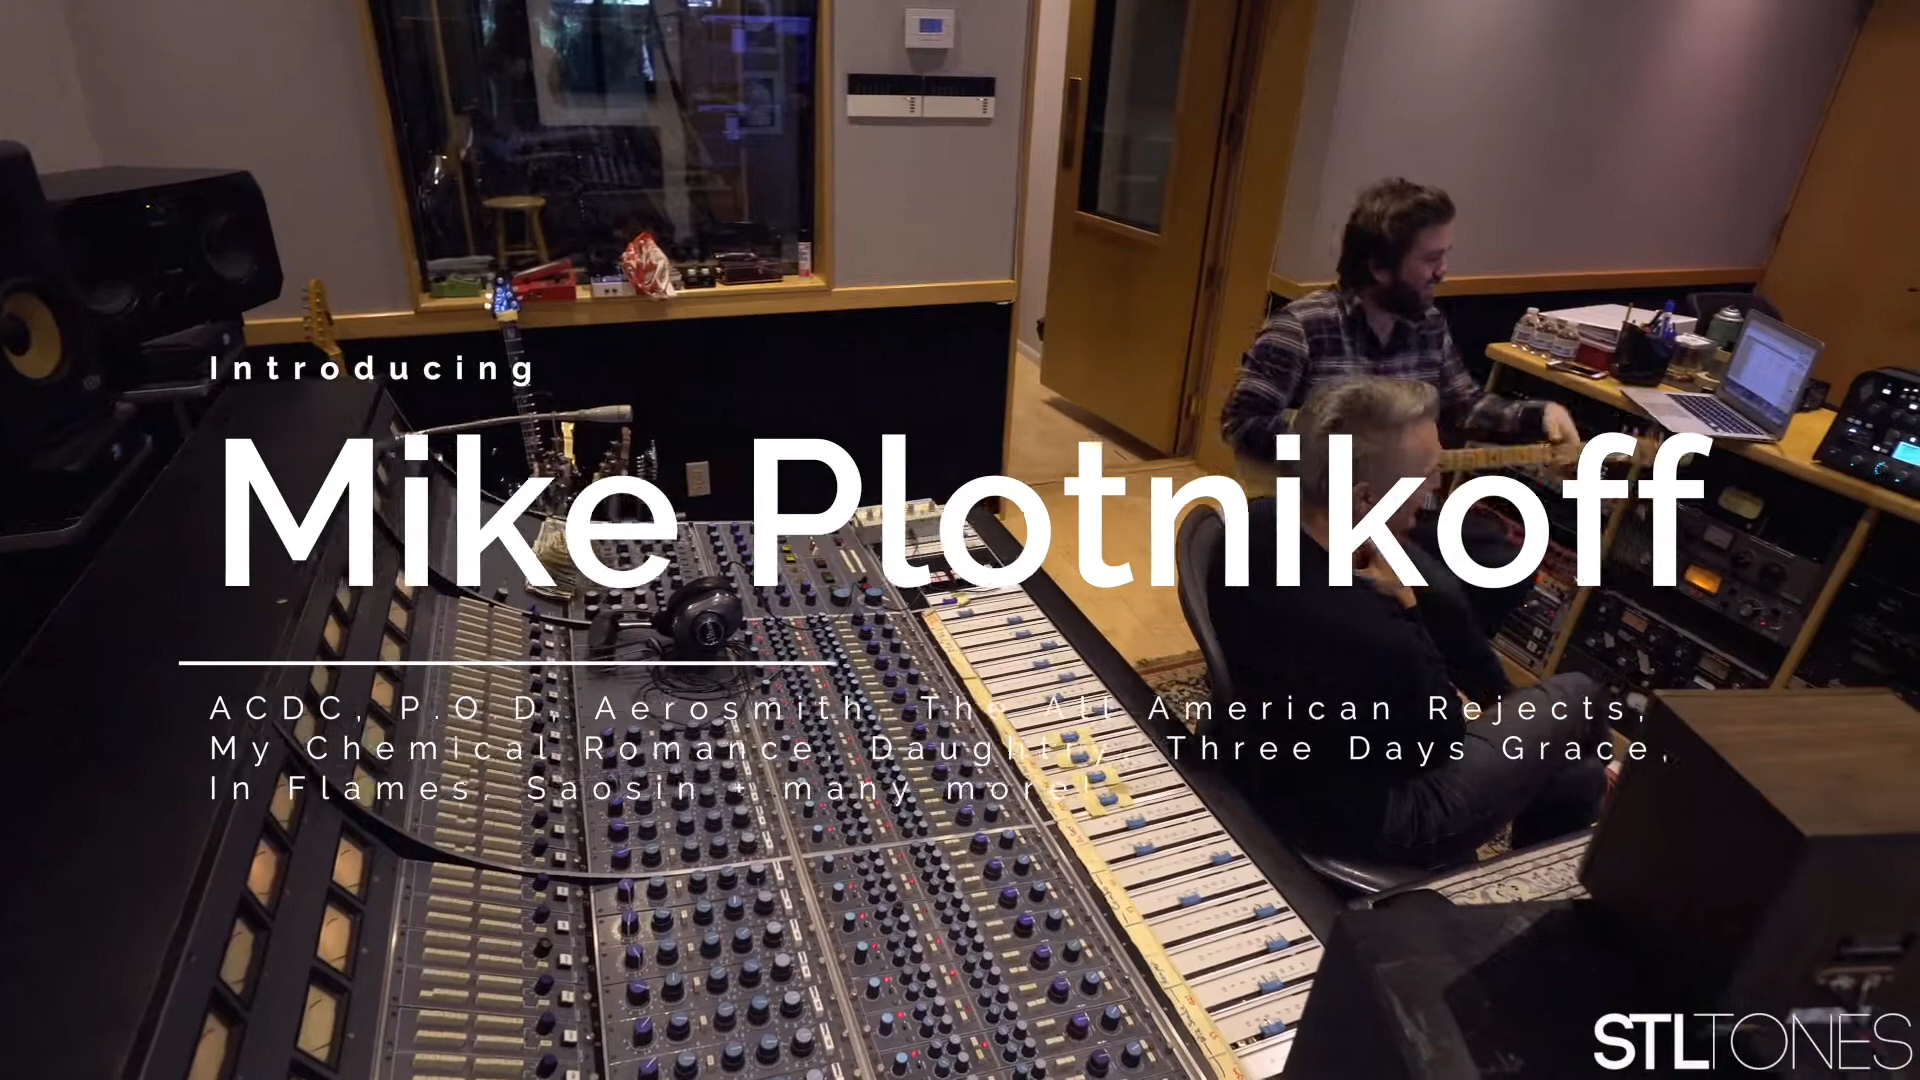 Introducing
Mike Plotnikoff
ACDC, P.O.D, Aerosmith, The All American Rejects,
My Chemical Romance, Daughtry, Three Days Grace,
In Flames, Saosin + many more!
STLTONES